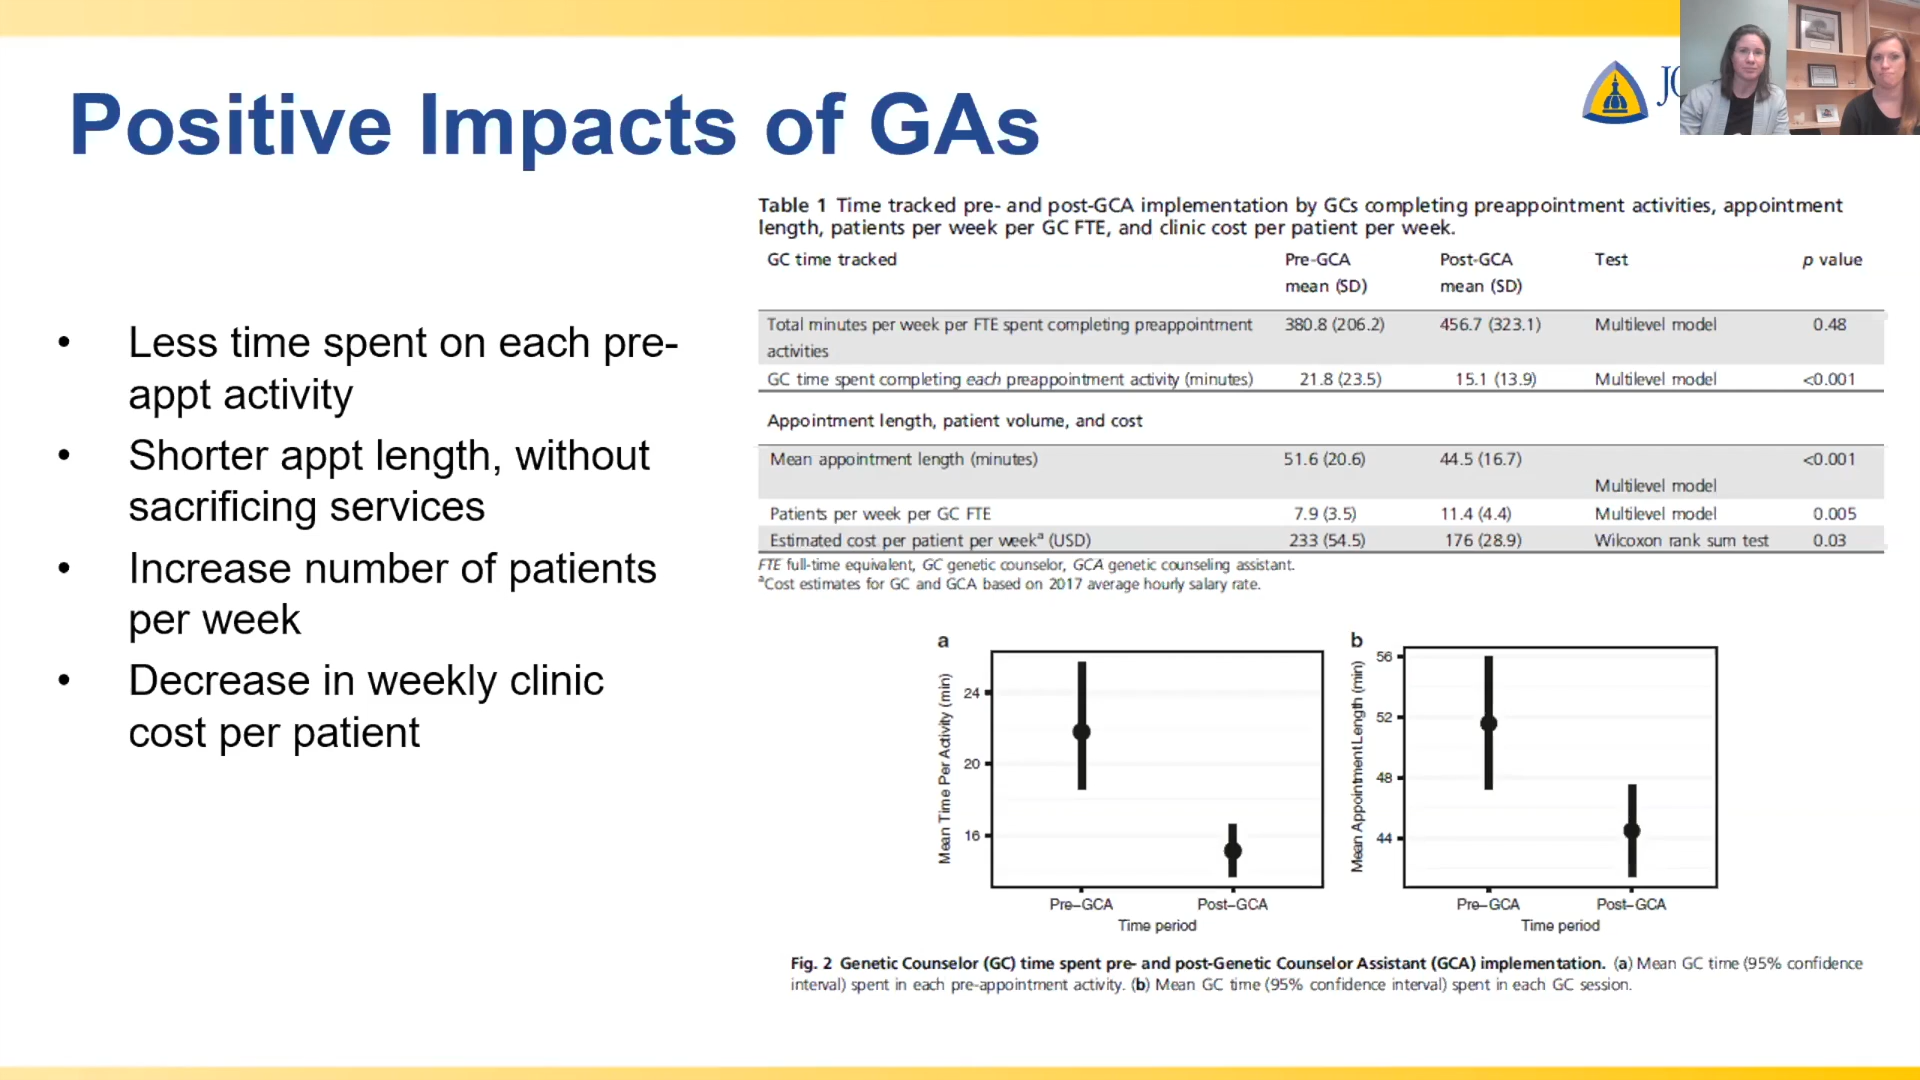 Positive Impacts of GAs
JO
• Less time spent on each pre-
appt activity
• Shorter appt length, without
sacrificing services
• Increase number of patients
per week
• Decrease in weekly clinic
cost per patient
Table 1 Time tracked pre- and post-GCA implementation by GCs completing preappointment activities, appointment
length, patients per week per GC FTE, and clinic cost per patient per week.
GC time tracked Pre-GCA Post-GCA Test p value
mean (SD) mean (SD)
Total minutes per week per FTE spent completing preappointment 380.8 (206.2) 456.7 (323.1) Multilevel model 0.48
activities
GC time spent completing each preappointment activity (minutes) 21.8 (23.5) 15.1 (13.9) Multilevel model <0.001
Appointment length, patient volume, and cost
Mean appointment length (minutes) 51.6 (20.6) 44.5 (16.7) <0.001
Multilevel model
Patients per week per GC FTE 7.9 (3.5) 11.4 (4.4) Multilevel model 0.005
Estimated cost per patient per weekᵃ (USD) 233 (54.5) 176 (28.9) Wilcoxon rank sum test 0.03
FTE full-time equivalent, GC genetic counselor, GCA genetic counseling assistant.
ᵃCost estimates for GC and GCA based on 2017 average hourly salary rate.
a
Mean Time Per Activity (min)
24
20
16
Pre–GCA Post–GCA
Time period
b
Mean Appointment Length (min)
56
52
48
44
Pre–GCA Post–GCA
Time period
Fig. 2 Genetic Counselor (GC) time spent pre- and post-Genetic Counselor Assistant (GCA) implementation. (a) Mean GC time (95% confidence
interval) spent in each pre-appointment activity. (b) Mean GC time (95% confidence interval) spent in each GC session.